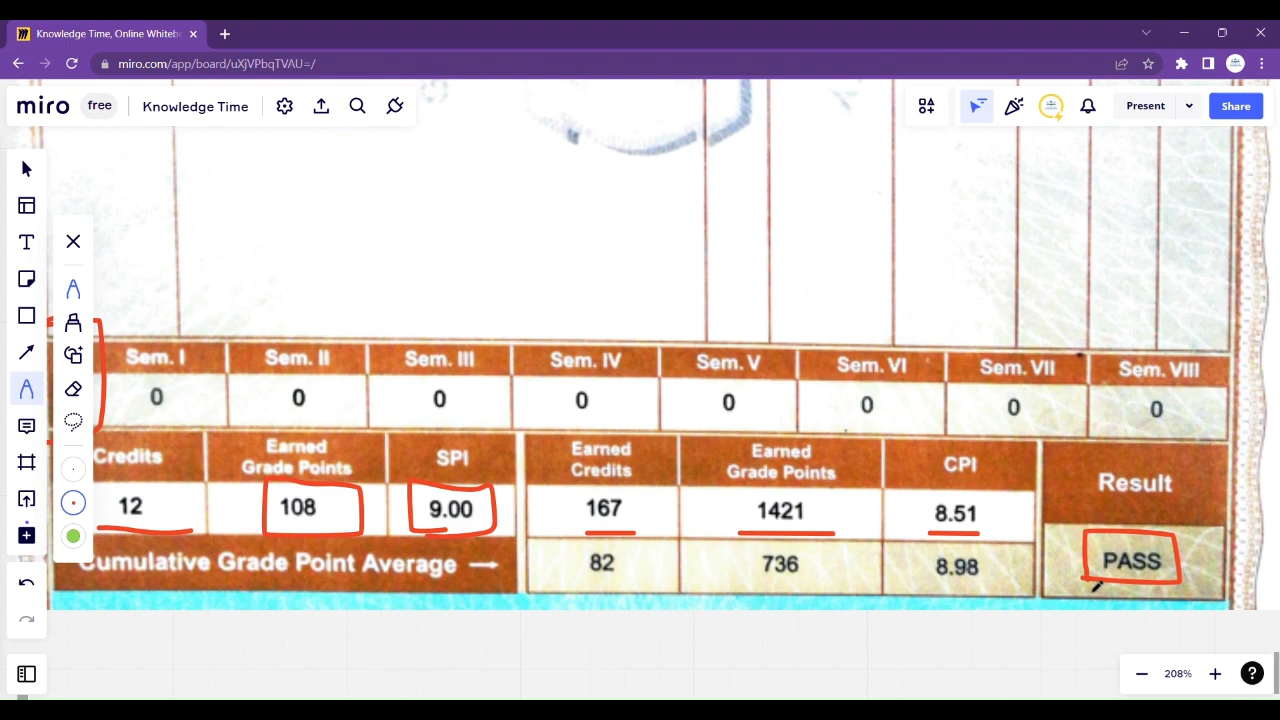 Knowledge Time, Online Whitebo
miro.com/app/board/uXjVPbqTVAU=/
miro free Knowledge Time Present Share
Sem. I Sem. II Sem. III Sem. IV Sem. V Sem. VI Sem. VII Sem. VIII
0 0 0 0 0 0 0 0
Credits Earned Grade Points SPI Earned Credits Earned Grade Points CPI Result
12 108 9.00 167 1421 8.51
Cumulative Grade Point Average → 82 736 8.98 PASS
208%